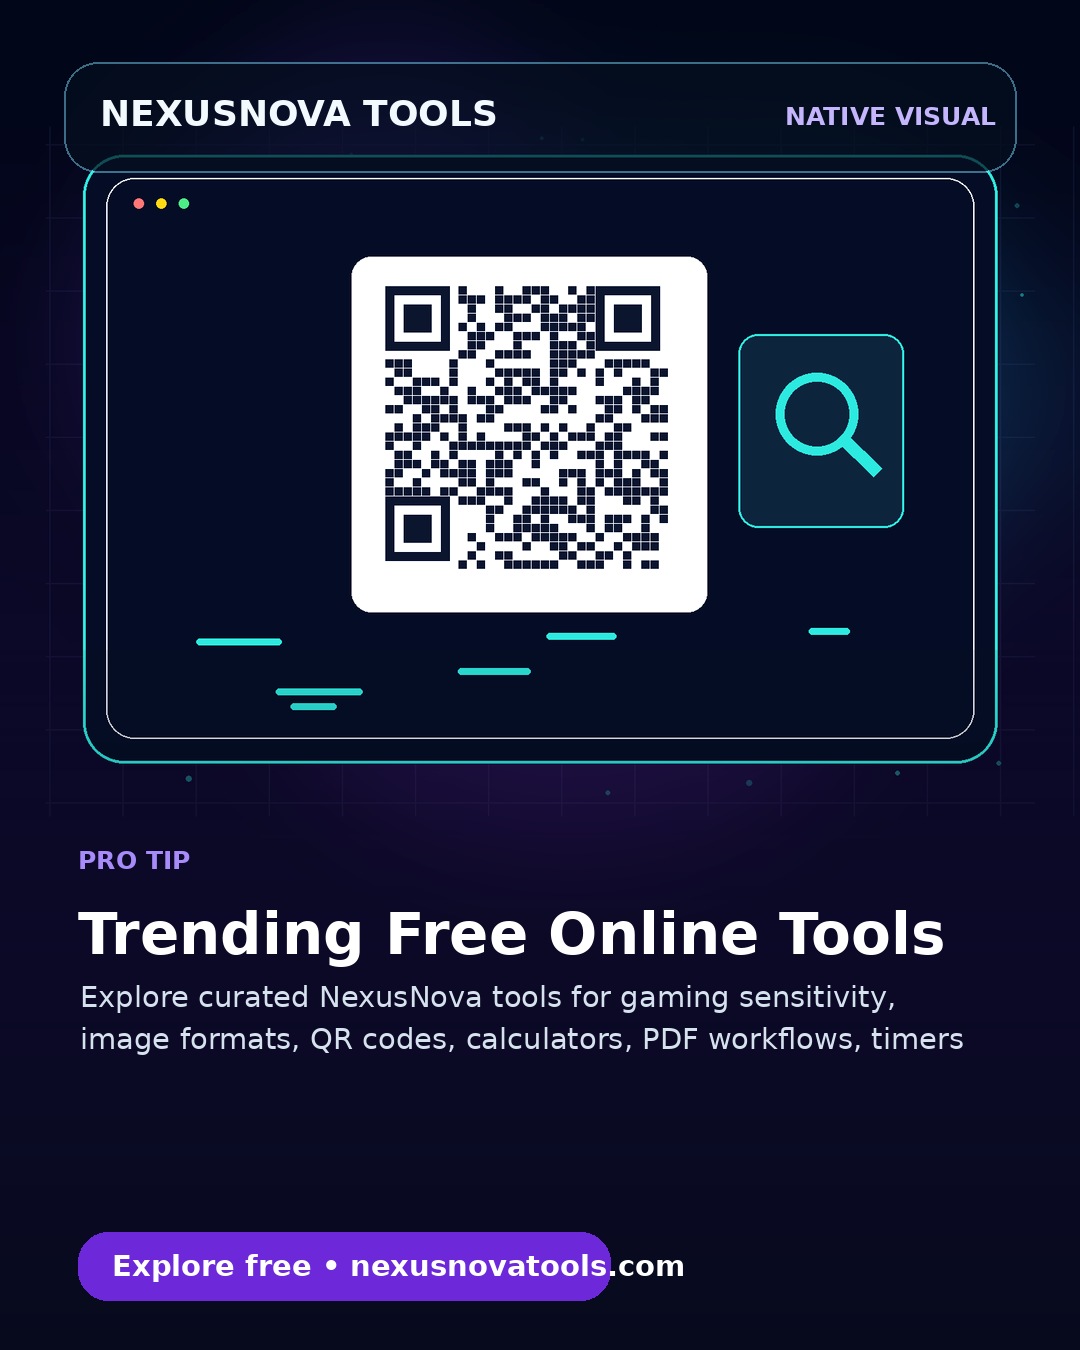 NEXUSNOVA TOOLS
NATIVE VISUAL
PRO TIP
Trending Free Online Tools
Explore curated NexusNova tools for gaming sensitivity,
image formats, QR codes, calculators, PDF workflows, timers
Explore free • nexusnovatools.com